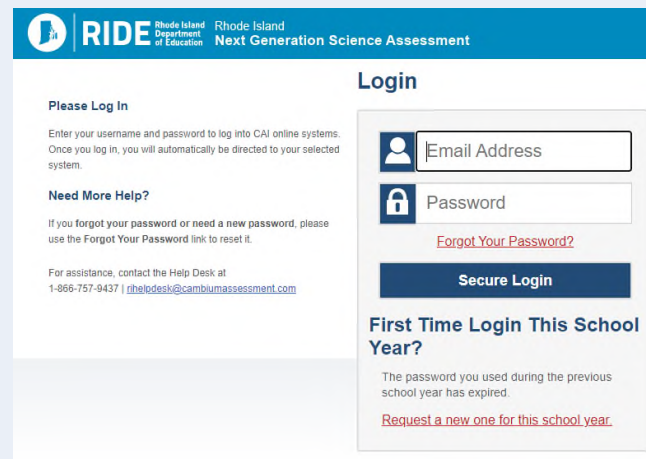 RIDE Rhode Island Department of Education
Rhode Island
Next Generation Science Assessment
Please Log In
Enter your username and password to log into CAI online systems.
Once you log in, you will automatically be directed to your selected
system.
Need More Help?
If you forgot your password or need a new password, please
use the Forgot Your Password link to reset it.
For assistance, contact the Help Desk at
1-866-757-9437 | rihelpdesk@cambiumassessment.com
Login
Email Address
Password
Forgot Your Password?
Secure Login
First Time Login This School
Year?
The password you used during the previous
school year has expired.
Request a new one for this school year.